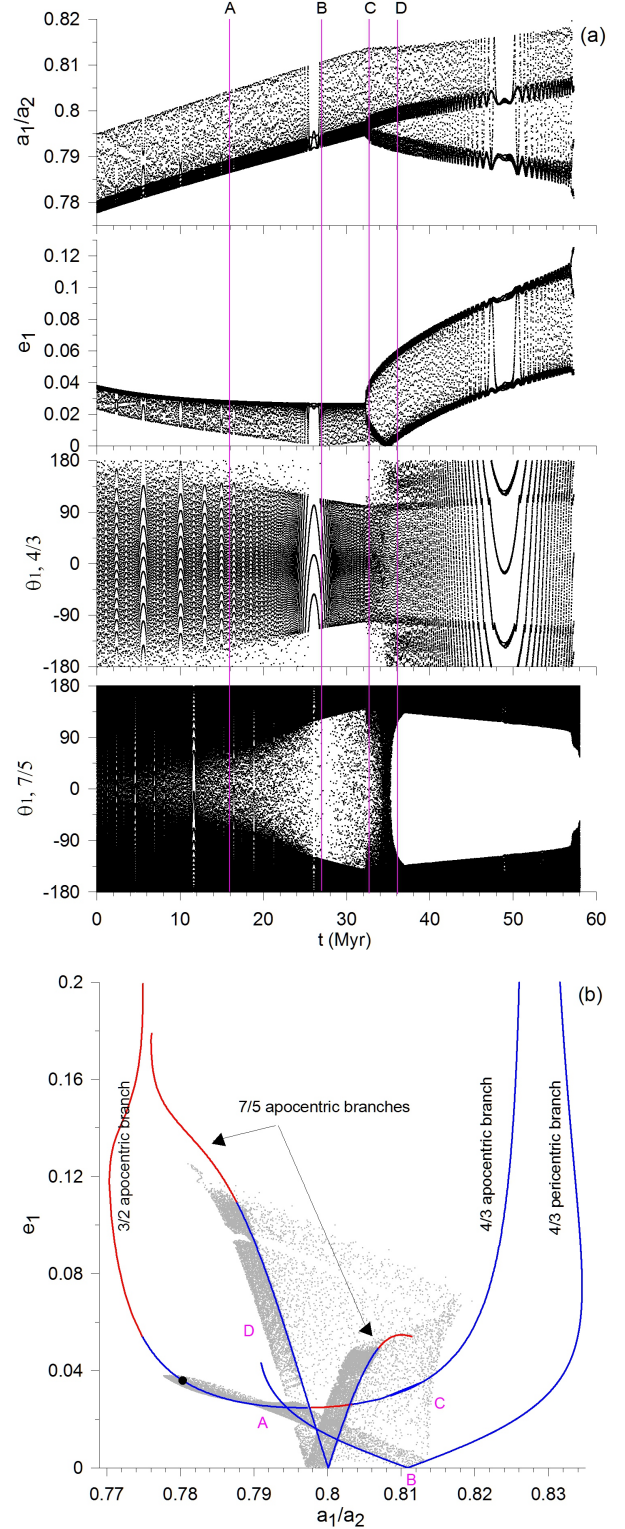 A B C D
(a)
0.82
0.81
0.8
0.79
0.78
a1/a2
0.12
0.1
0.08
0.06
0.04
0.02
0
e1
180
90
0
-90
-180
θ1, 4/3
180
90
0
-90
-180
θ1, 7/5
0 10 20 30 40 50 60
t (Myr)
(b)
0.2
0.16
0.12
0.08
0.04
0
e1
7/5 apocentric branches
3/2 apocentric branch
4/3 apocentric branch
4/3 pericentric branch
D
C
A
B
0.77 0.78 0.79 0.8 0.81 0.82 0.83
a1/a2